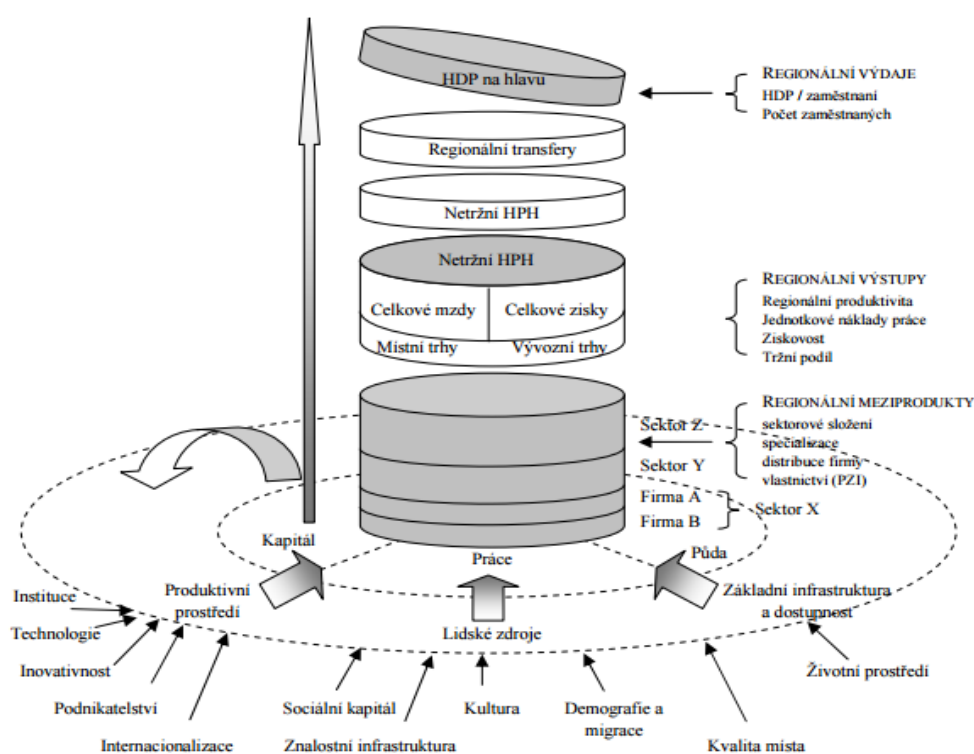 HDP na hlavu
REGIONÁLNÍ VÝDAJE
HDP / zaměstnaní
Počet zaměstnaných
Regionální transfery
Netržní HPH
Netržní HPH
Celkové mzdy
Celkové zisky
Místní trhy
Vývozní trhy
REGIONÁLNÍ VÝSTUPY
Regionální produktivita
Jednotkové náklady práce
Ziskovost
Tržní podíl
REGIONÁLNÍ MEZIPRODUKTY
sektorové složení
specializace
distribuce firmy
vlastnictví (PZI)
Sektor Z
Sektor Y
Firma A
Firma B
Sektor X
Kapitál
Práce
Půda
Produktivní
prostředí
Lidské zdroje
Základní infrastruktura
a dostupnost
Instituce
Technologie
Inovativnost
Podnikatelství
Internacionalizace
Sociální kapitál
Znalostní infrastruktura
Kultura
Demografie a
migrace
Kvalita místa
Životní prostředí